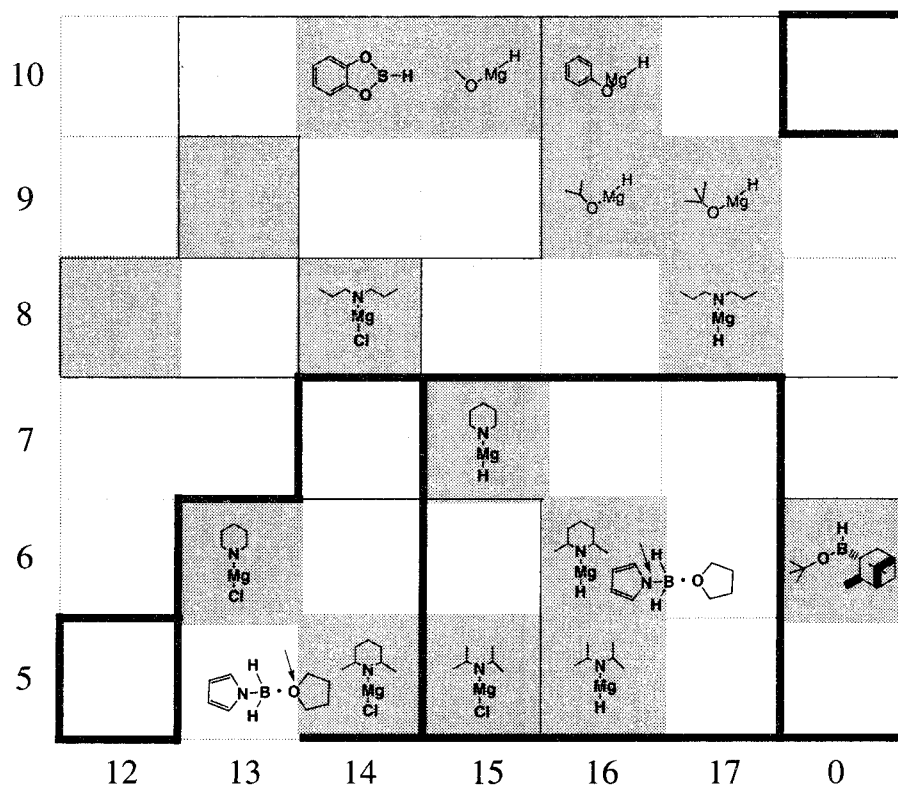 10 O O B H O Mg H O Mg H
9 O Mg H O Mg H
8 N Mg Cl N Mg H
7 N Mg H
6 N Mg Cl N Mg H N H B H · O H B O
5 N H B H · O N Mg Cl N Mg Cl N Mg H
12 13 14 15 16 17 0